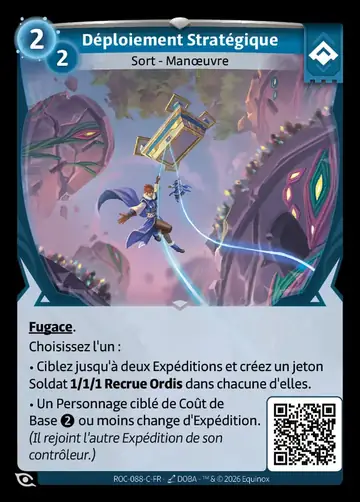 2
2
Déploiement Stratégique
Sort - Manœuvre
Fugace.
Choisissez l'un :
• Ciblez jusqu'à deux Expéditions et créez un jeton
Soldat 1/1/1 Recrue Ordis dans chacune d'elles.
• Un Personnage ciblé de Coût de
Base 2 ou moins change d'Expédition.
(Il rejoint l'autre Expédition de son
contrôleur.)
ROC-088-C-FR - DOBA - ™ & © 2026 Equinox